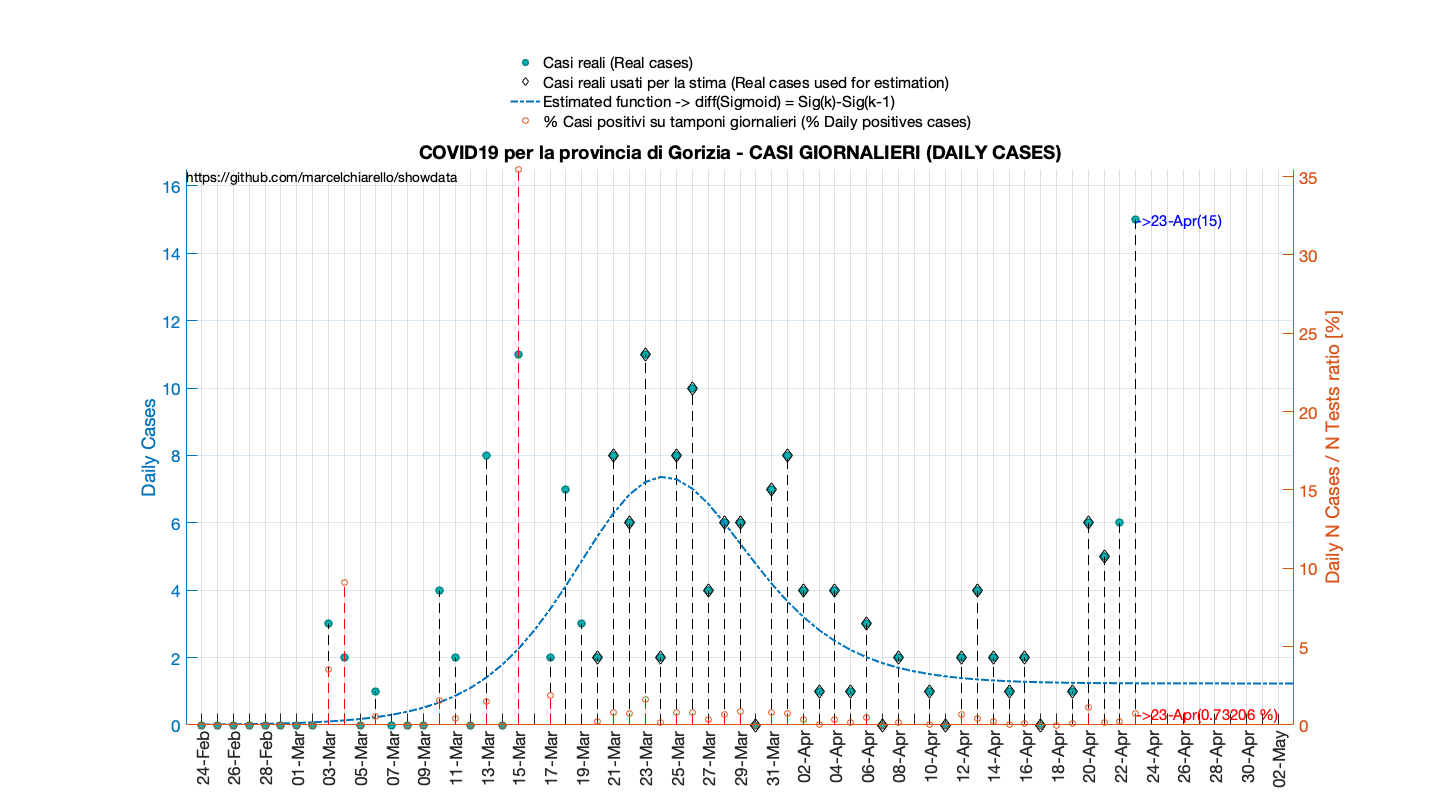 Casi reali (Real cases)
Casi reali usati per la stima (Real cases used for estimation)
Estimated function -> diff(Sigmoid) = Sig(k)-Sig(k-1)
% Casi positivi su tamponi giornalieri (% Daily positives cases)
COVID19 per la provincia di Gorizia - CASI GIORNALIERI (DAILY CASES)
https://github.com/marcelchiarello/showdata
Daily Cases
16
14
12
10
8
6
4
2
0
->23-Apr(15)
->23-Apr(0.73206 %)
35
30
25
20
15
10
5
0
Daily N Cases / N Tests ratio [%]
24-Feb
26-Feb
28-Feb
01-Mar
03-Mar
05-Mar
07-Mar
09-Mar
11-Mar
13-Mar
15-Mar
17-Mar
19-Mar
21-Mar
23-Mar
25-Mar
27-Mar
29-Mar
31-Mar
02-Apr
04-Apr
06-Apr
08-Apr
10-Apr
12-Apr
14-Apr
16-Apr
18-Apr
20-Apr
22-Apr
24-Apr
26-Apr
28-Apr
30-Apr
02-May